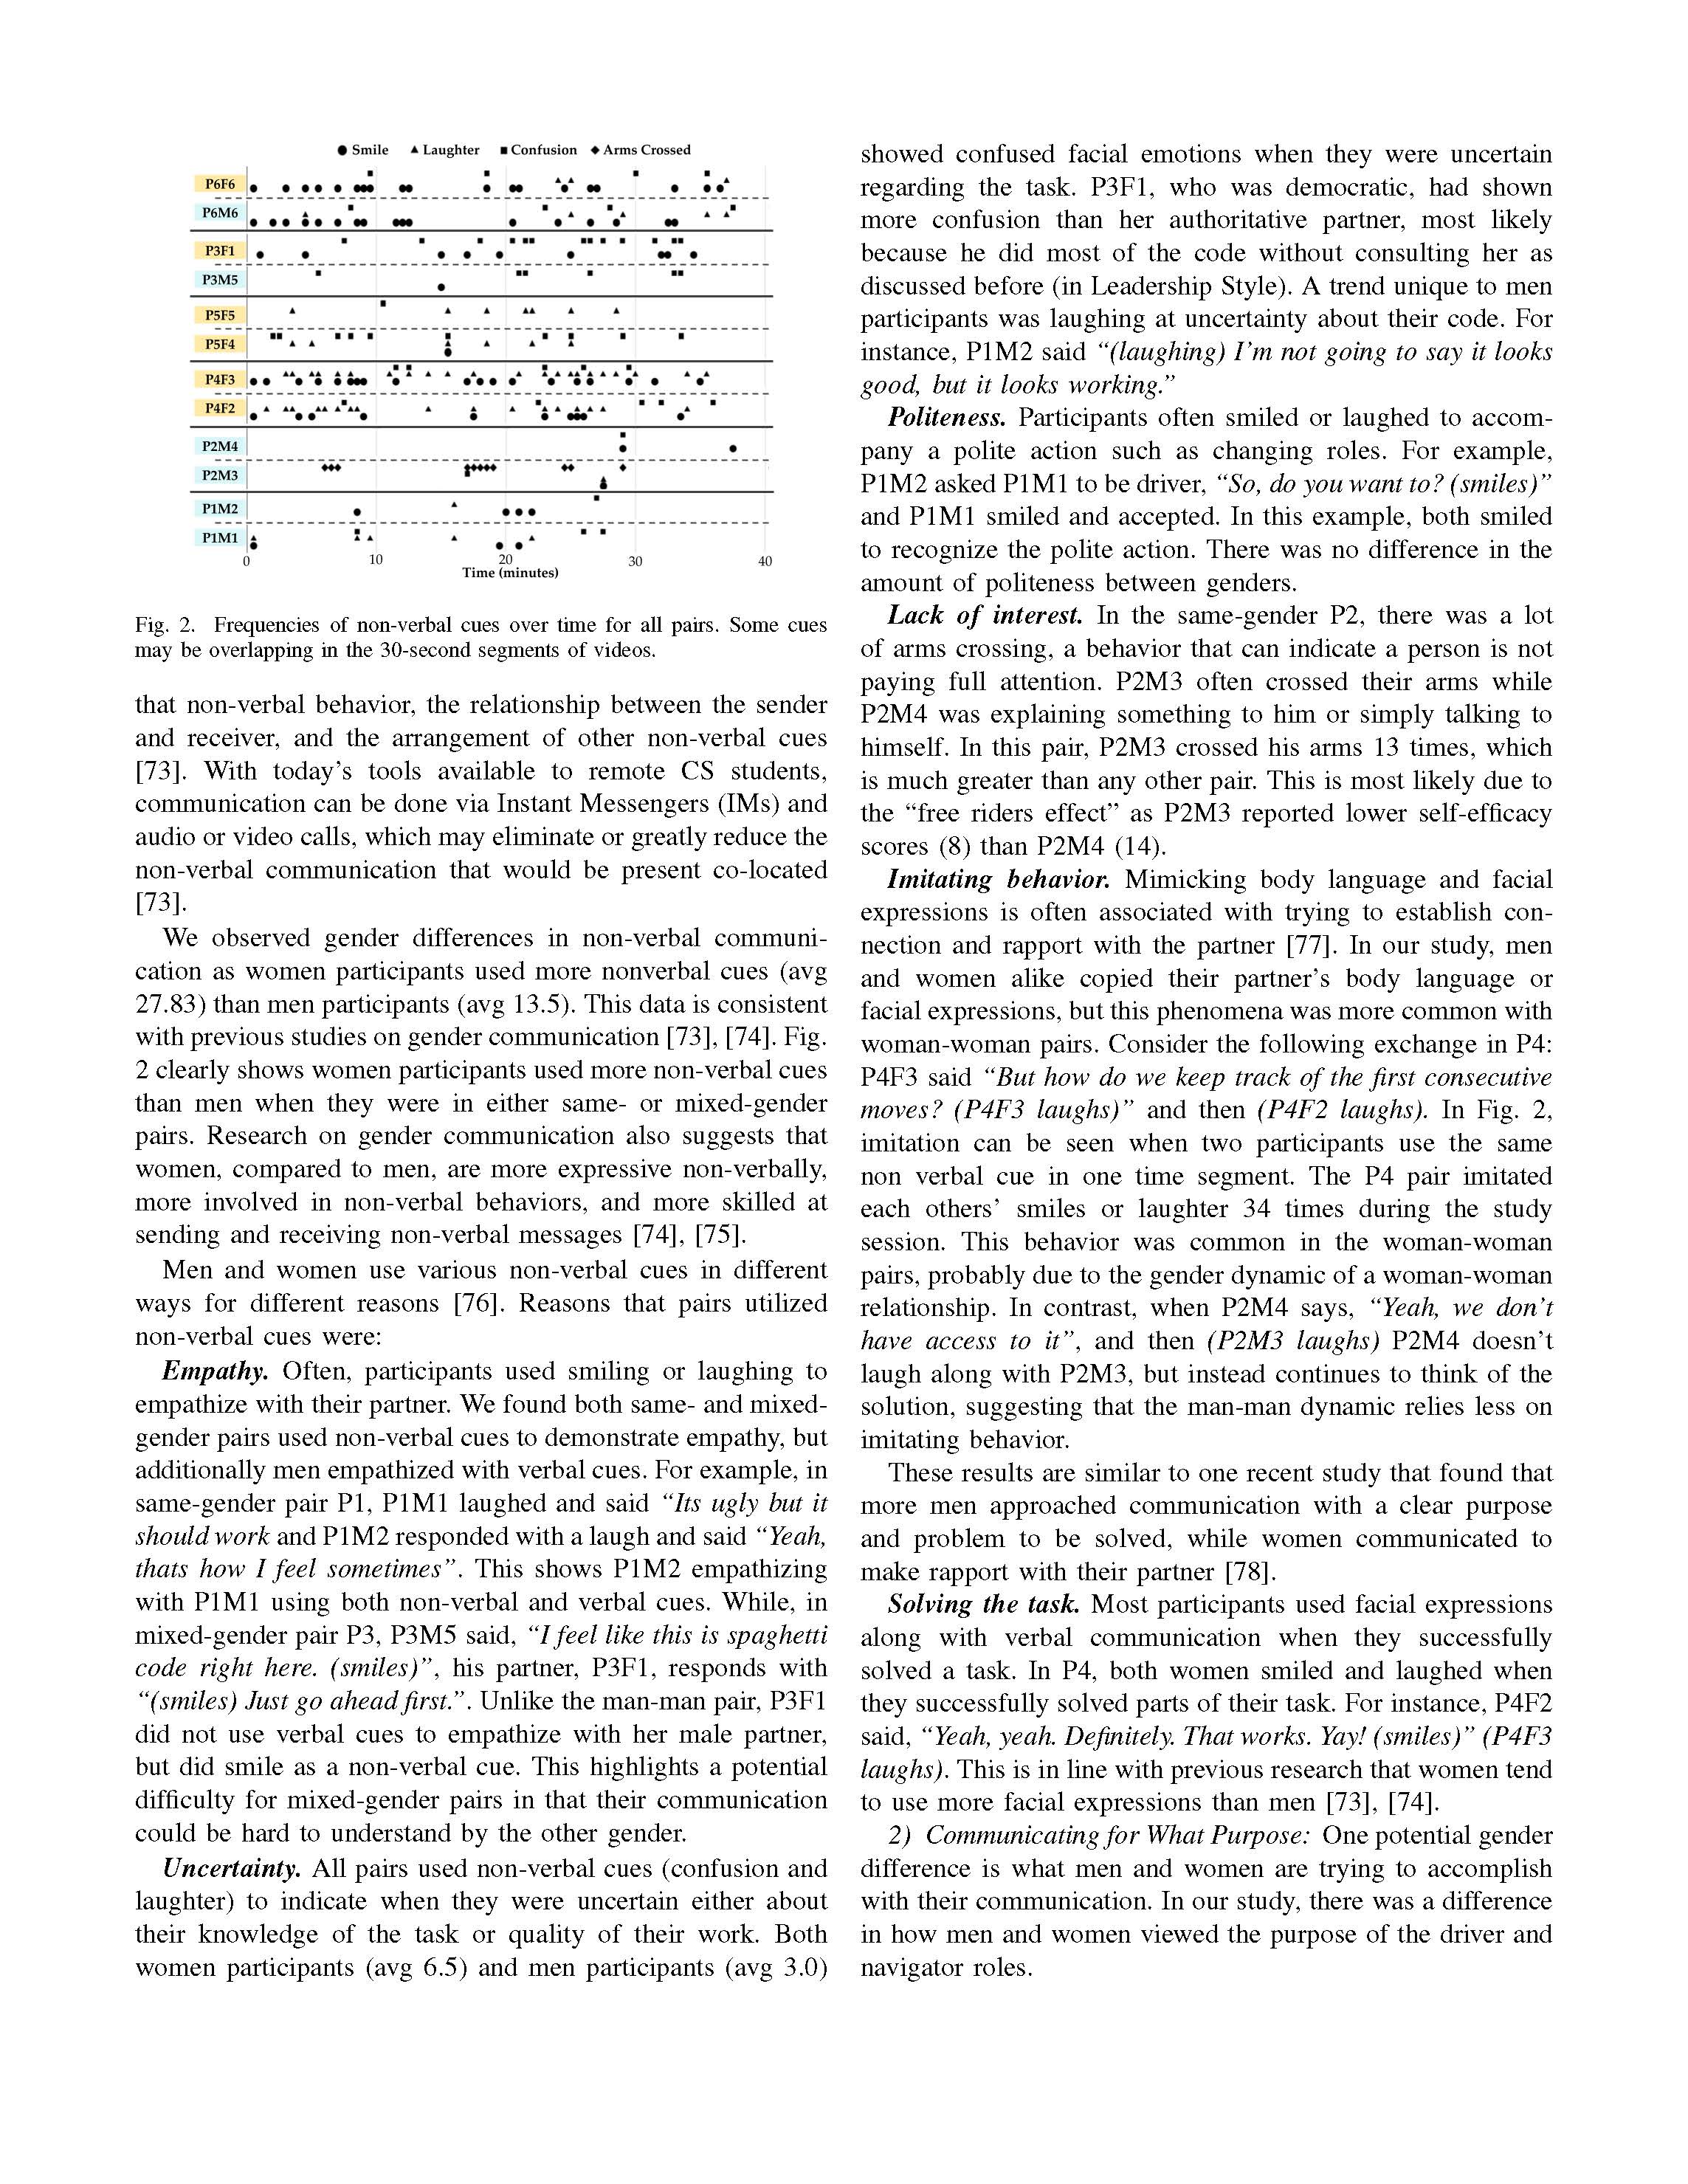 Smile Laughter Confusion Arms Crossed
P6F6
P6M6
P3F1
P3M5
P5F5
P5F4
P4F3
P4F2
P2M4
P2M3
P1M2
P1M1
0 10 20 30 40
Time (minutes)
Fig. 2. Frequencies of non-verbal cues over time for all pairs. Some cues
may be overlapping in the 30-second segments of videos.
that non-verbal behavior, the relationship between the sender
and receiver, and the arrangement of other non-verbal cues
[73]. With today's tools available to remote CS students,
communication can be done via Instant Messengers (IMs) and
audio or video calls, which may eliminate or greatly reduce the
non-verbal communication that would be present co-located
[73].
We observed gender differences in non-verbal communi-
cation as women participants used more nonverbal cues (avg
27.83) than men participants (avg 13.5). This data is consistent
with previous studies on gender communication [73], [74]. Fig.
2 clearly shows women participants used more non-verbal cues
than men when they were in either same- or mixed-gender
pairs. Research on gender communication also suggests that
women, compared to men, are more expressive non-verbally,
more involved in non-verbal behaviors, and more skilled at
sending and receiving non-verbal messages [74], [75].
Men and women use various non-verbal cues in different
ways for different reasons [76]. Reasons that pairs utilized
non-verbal cues were:
Empathy. Often, participants used smiling or laughing to
empathize with their partner. We found both same- and mixed-
gender pairs used non-verbal cues to demonstrate empathy, but
additionally men empathized with verbal cues. For example, in
same-gender pair P1, P1M1 laughed and said "Its ugly but it
should work and P1M2 responded with a laugh and said "Yeah,
thats how I feel sometimes". This shows P1M2 empathizing
with P1M1 using both non-verbal and verbal cues. While, in
mixed-gender pair P3, P3M5 said, "I feel like this is spaghetti
code right here. (smiles)", his partner, P3F1, responds with
"(smiles) Just go ahead first.". Unlike the man-man pair, P3F1
did not use verbal cues to empathize with her male partner,
but did smile as a non-verbal cue. This highlights a potential
difficulty for mixed-gender pairs in that their communication
could be hard to understand by the other gender.
Uncertainty. All pairs used non-verbal cues (confusion and
laughter) to indicate when they were uncertain either about
their knowledge of the task or quality of their work. Both
women participants (avg 6.5) and men participants (avg 3.0)
showed confused facial emotions when they were uncertain
regarding the task. P3F1, who was democratic, had shown
more confusion than her authoritative partner, most likely
because he did most of the code without consulting her as
discussed before (in Leadership Style). A trend unique to men
participants was laughing at uncertainty about their code. For
instance, P1M2 said "(laughing) I'm not going to say it looks
good, but it looks working."
Politeness. Participants often smiled or laughed to accom-
pany a polite action such as changing roles. For example,
P1M2 asked P1M1 to be driver, "So, do you want to? (smiles)"
and P1M1 smiled and accepted. In this example, both smiled
to recognize the polite action. There was no difference in the
amount of politeness between genders.
Lack of interest. In the same-gender P2, there was a lot
of arms crossing, a behavior that can indicate a person is not
paying full attention. P2M3 often crossed their arms while
P2M4 was explaining something to him or simply talking to
himself. In this pair, P2M3 crossed his arms 13 times, which
is much greater than any other pair. This is most likely due to
the "free riders effect" as P2M3 reported lower self-efficacy
scores (8) than P2M4 (14).
Imitating behavior. Mimicking body language and facial
expressions is often associated with trying to establish con-
nection and rapport with the partner [77]. In our study, men
and women alike copied their partner's body language or
facial expressions, but this phenomena was more common with
woman-woman pairs. Consider the following exchange in P4:
P4F3 said "But how do we keep track of the first consecutive
moves? (P4F3 laughs)" and then (P4F2 laughs). In Fig. 2,
imitation can be seen when two participants use the same
non verbal cue in one time segment. The P4 pair imitated
each others' smiles or laughter 34 times during the study
session. This behavior was common in the woman-woman
pairs, probably due to the gender dynamic of a woman-woman
relationship. In contrast, when P2M4 says, "Yeah, we don't
have access to it", and then (P2M3 laughs) P2M4 doesn't
laugh along with P2M3, but instead continues to think of the
solution, suggesting that the man-man dynamic relies less on
imitating behavior.
These results are similar to one recent study that found that
more men approached communication with a clear purpose
and problem to be solved, while women communicated to
make rapport with their partner [78].
Solving the task. Most participants used facial expressions
along with verbal communication when they successfully
solved a task. In P4, both women smiled and laughed when
they successfully solved parts of their task. For instance, P4F2
said, "Yeah, yeah. Definitely. That works. Yay! (smiles)" (P4F3
laughs). This is in line with previous research that women tend
to use more facial expressions than men [73], [74].
2) Communicating for What Purpose: One potential gender
difference is what men and women are trying to accomplish
with their communication. In our study, there was a difference
in how men and women viewed the purpose of the driver and
navigator roles.